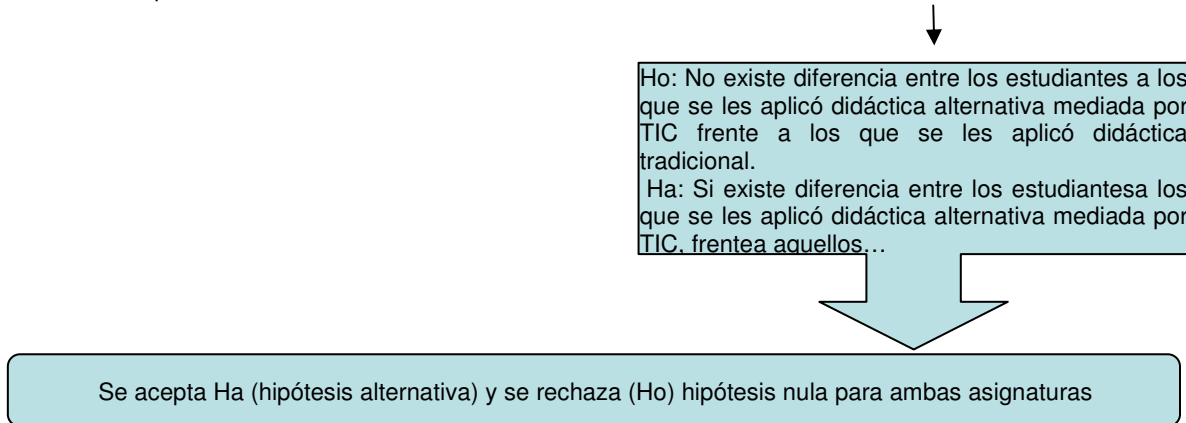 Ho: No existe diferencia entre los estudiantes a los
que se les aplicó didáctica alternativa mediada por
TIC frente a los que se les aplicó didáctica
tradicional.
Ha: Si existe diferencia entre los estudiantesa los
que se les aplicó didáctica alternativa mediada por
TIC, frentea aquellos…
Se acepta Ha (hipótesis alternativa) y se rechaza (Ho) hipótesis nula para ambas asignaturas